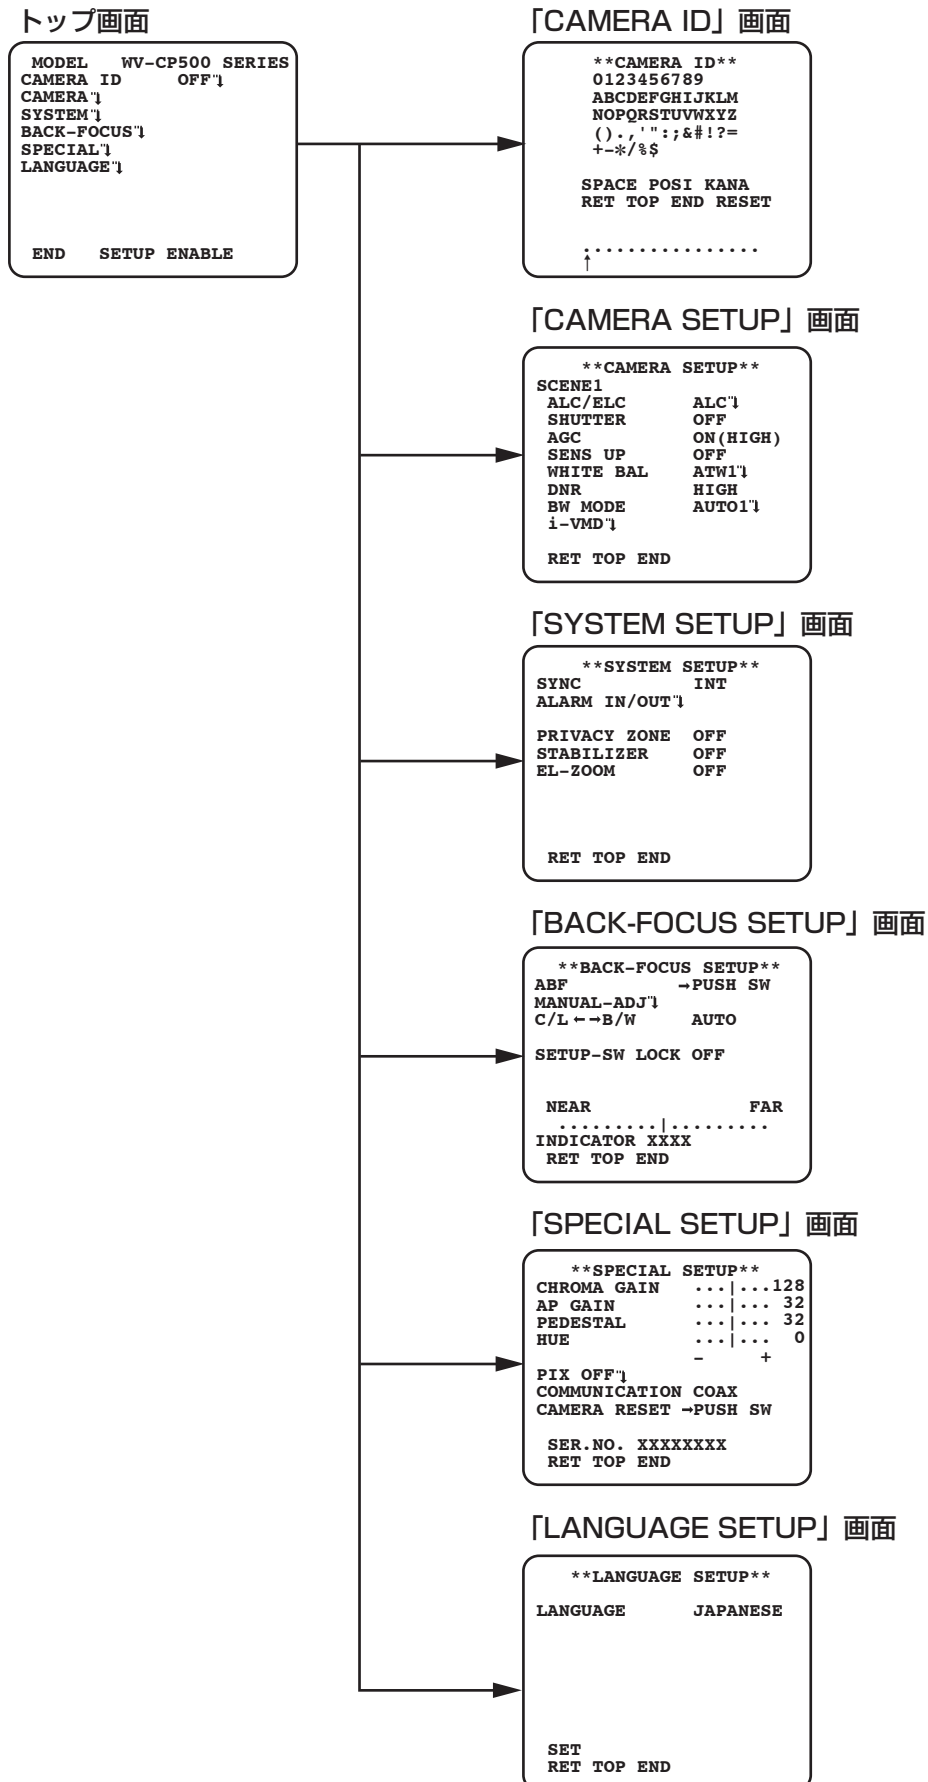 トップ画面
MODEL WV-CP500 SERIES
CAMERA ID OFF
CAMERA
SYSTEM
BACK-FOCUS
SPECIAL
LANGUAGE
END SETUP ENABLE
「CAMERA ID」画面
**CAMERA ID**
0123456789
ABCDEFGHIJKLM
NOPQRSTUVWXYZ
().,'":;&#!?=
+-*/%$
SPACE POSI KANA
RET TOP END RESET
................
↑
「CAMERA SETUP」画面
**CAMERA SETUP**
SCENE1
ALC/ELC ALC
SHUTTER OFF
AGC ON(HIGH)
SENS UP OFF
WHITE BAL ATW1
DNR HIGH
BW MODE AUTO1
i-VMD
RET TOP END
「SYSTEM SETUP」画面
**SYSTEM SETUP**
SYNC INT
ALARM IN/OUT
PRIVACY ZONE OFF
STABILIZER OFF
EL-ZOOM OFF
RET TOP END
「BACK-FOCUS SETUP」画面
**BACK-FOCUS SETUP**
ABF →PUSH SW
MANUAL-ADJ
C/L←→B/W AUTO
SETUP-SW LOCK OFF
NEAR FAR
.........|.........
INDICATOR XXXX
RET TOP END
「SPECIAL SETUP」画面
**SPECIAL SETUP**
CHROMA GAIN ...|...128
AP GAIN ...|... 32
PEDESTAL ...|... 32
HUE ...|... 0
- +
PIX OFF
COMMUNICATION COAX
CAMERA RESET →PUSH SW
SER.NO. XXXXXXXX
RET TOP END
「LANGUAGE SETUP」画面
**LANGUAGE SETUP**
LANGUAGE JAPANESE
SET
RET TOP END